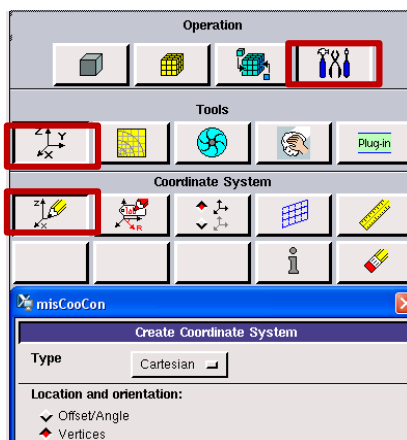 Operation
Tools
Z Y X
Plug-in
Coordinate System
misCooCon
Create Coordinate System
Type Cartesian
Location and orientation:
Offset/Angle
Vertices